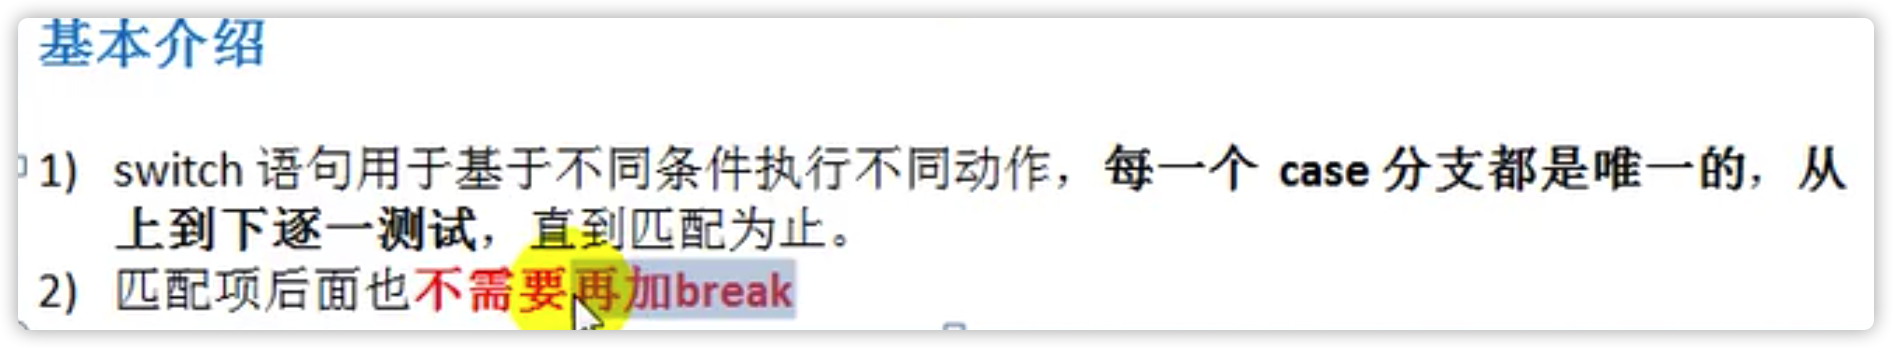 基本介绍
1) switch 语句用于基于不同条件执行不同动作，每一个 case 分支都是唯一的，从
上到下逐一测试，直到匹配为止。
2) 匹配项后面也不需要再加break